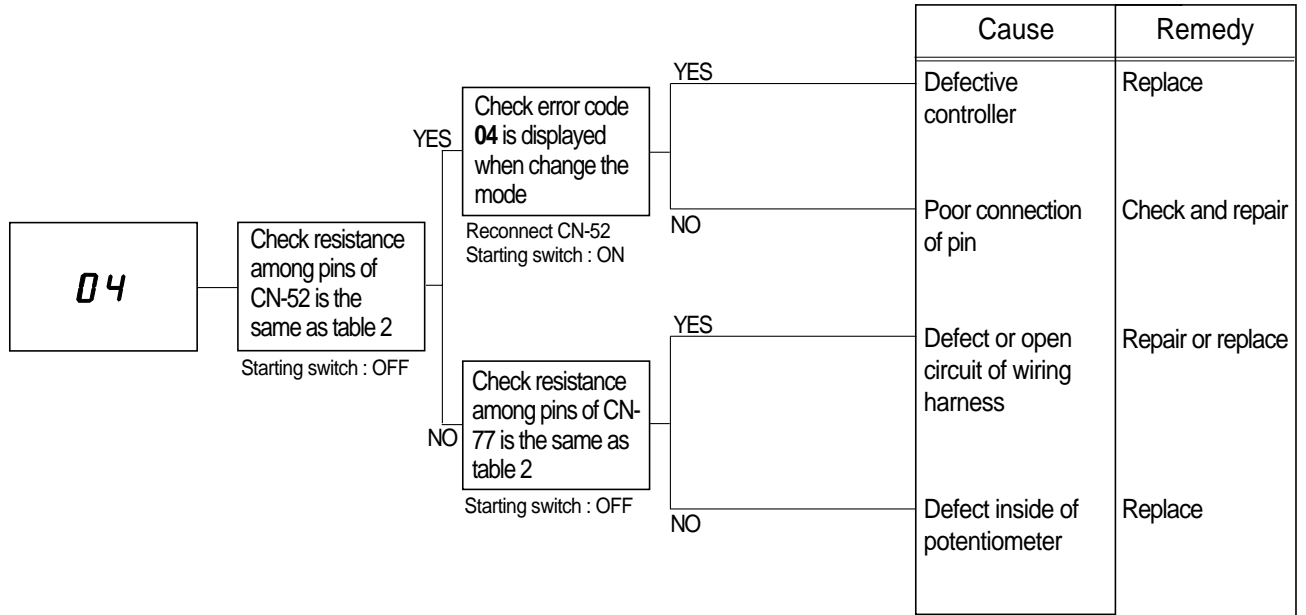 Cause
Remedy
04
Check resistance
among pins of
CN-52 is the
same as table 2
Starting switch : OFF
YES
Check error code
04 is displayed
when change the
mode
Reconnect CN-52
Starting switch : ON
YES
Defective
controller
Replace
NO
Poor connection
of pin
Check and repair
NO
Check resistance
among pins of CN-
77 is the same as
table 2
Starting switch : OFF
YES
Defect or open
circuit of wiring
harness
Repair or replace
NO
Defect inside of
potentiometer
Replace